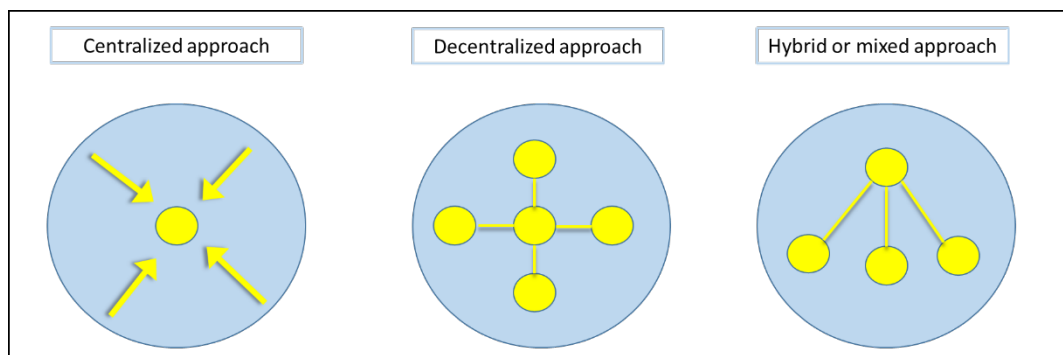 Centralized approach
Decentralized approach
Hybrid or mixed approach